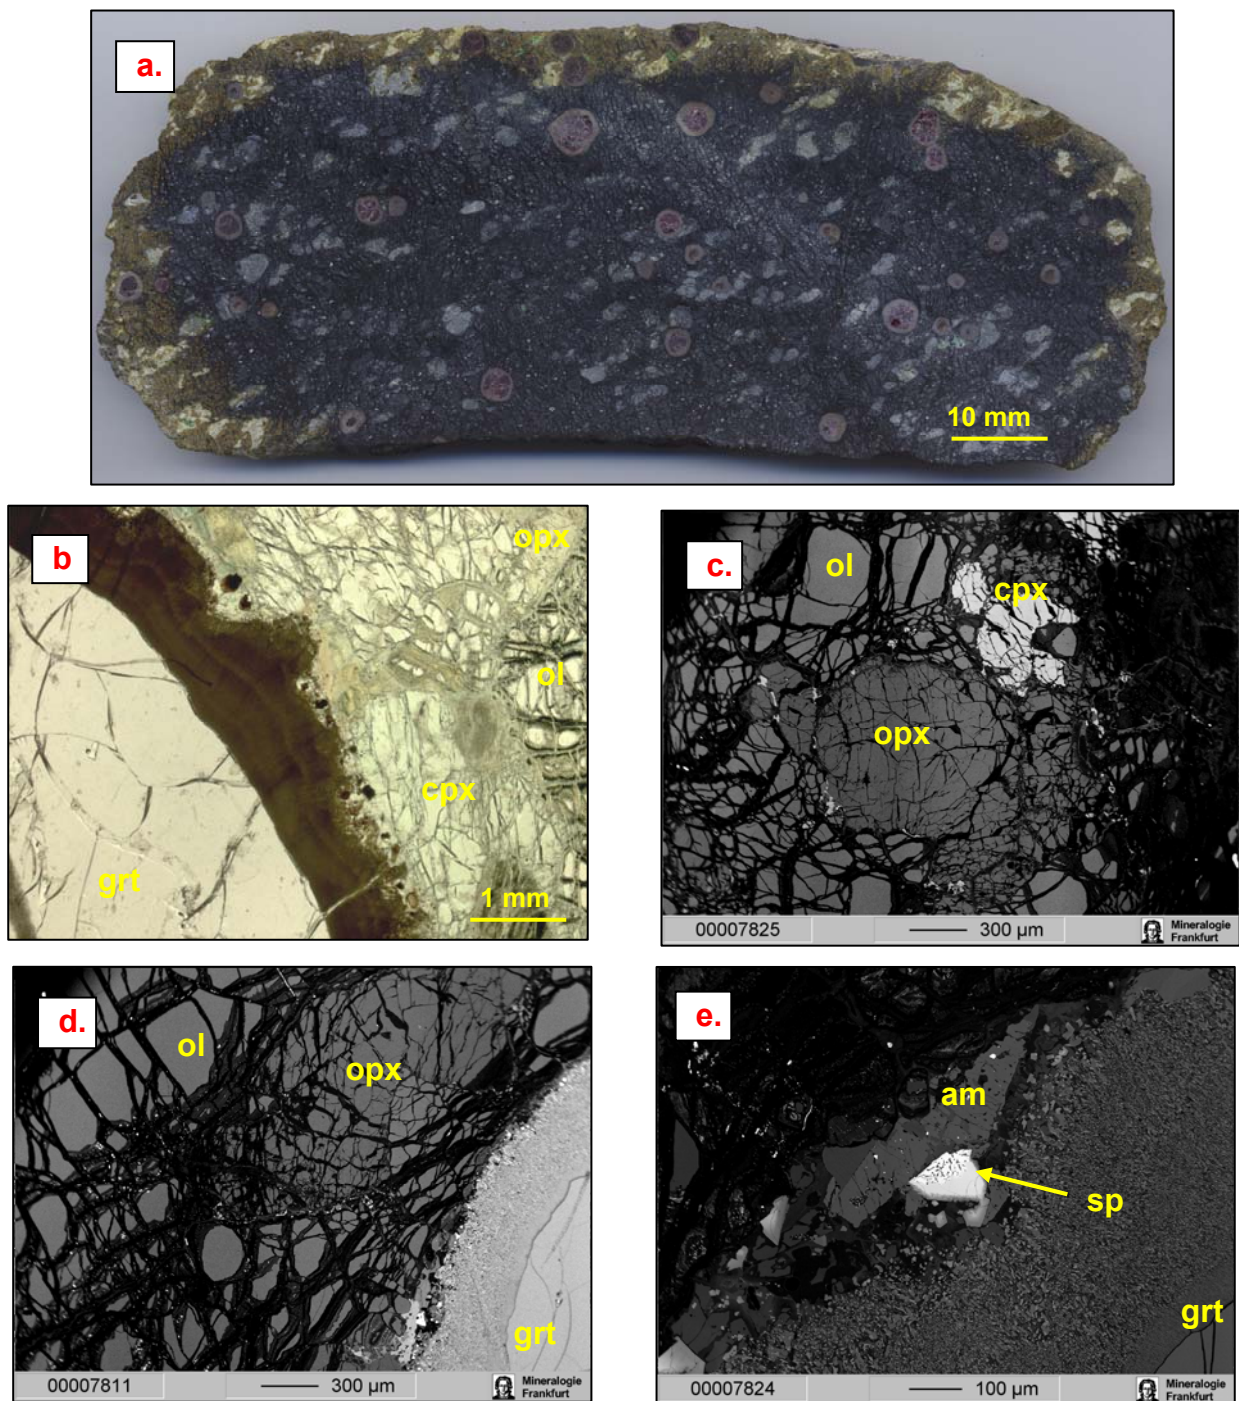 a.
10 mm
b
opx
ol
cpx
grt
1 mm
c.
ol
cpx
opx
00007825
300 µm
Mineralogie
Frankfurt
d.
ol
opx
grt
00007811
300 µm
Mineralogie
Frankfurt
e.
am
sp
grt
00007824
100 µm
Mineralogie
Frankfurt